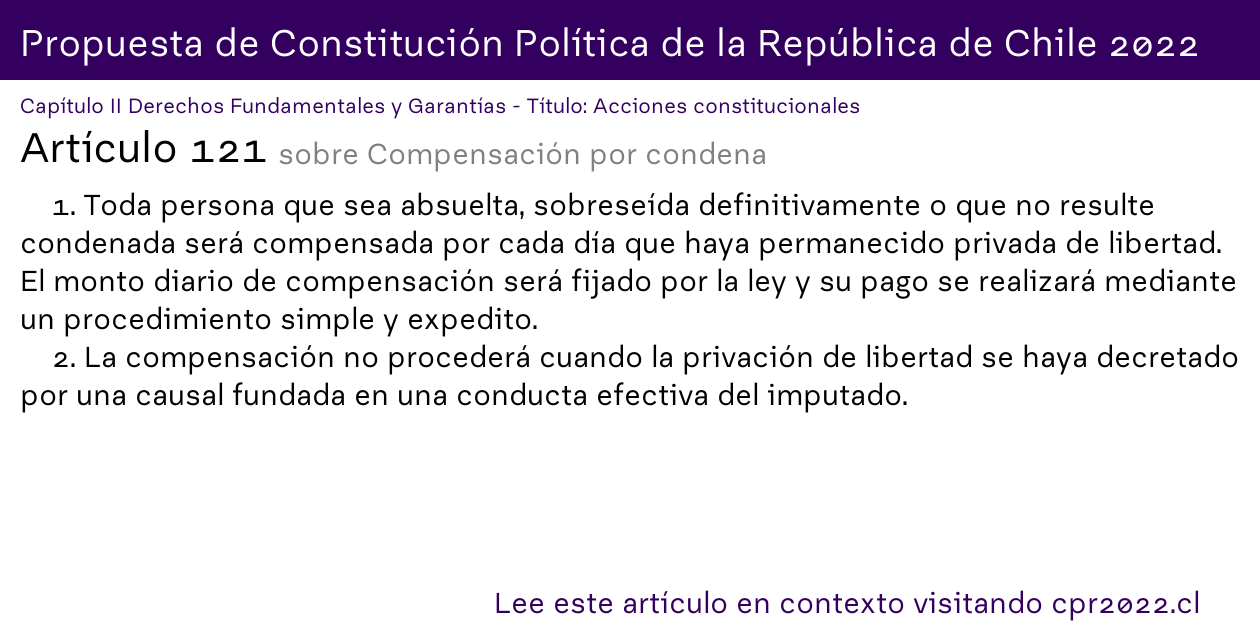 Propuesta de Constitución Política de la República de Chile 2022
Capítulo II Derechos Fundamentales y Garantías - Título: Acciones constitucionales
Artículo 121 sobre Compensación por condena
1. Toda persona que sea absuelta, sobreseída definitivamente o que no resulte
condenada será compensada por cada día que haya permanecido privada de libertad.
El monto diario de compensación será fijado por la ley y su pago se realizará mediante
un procedimiento simple y expedito.
2. La compensación no procederá cuando la privación de libertad se haya decretado
por una causal fundada en una conducta efectiva del imputado.
Lee este artículo en contexto visitando cpr2022.cl